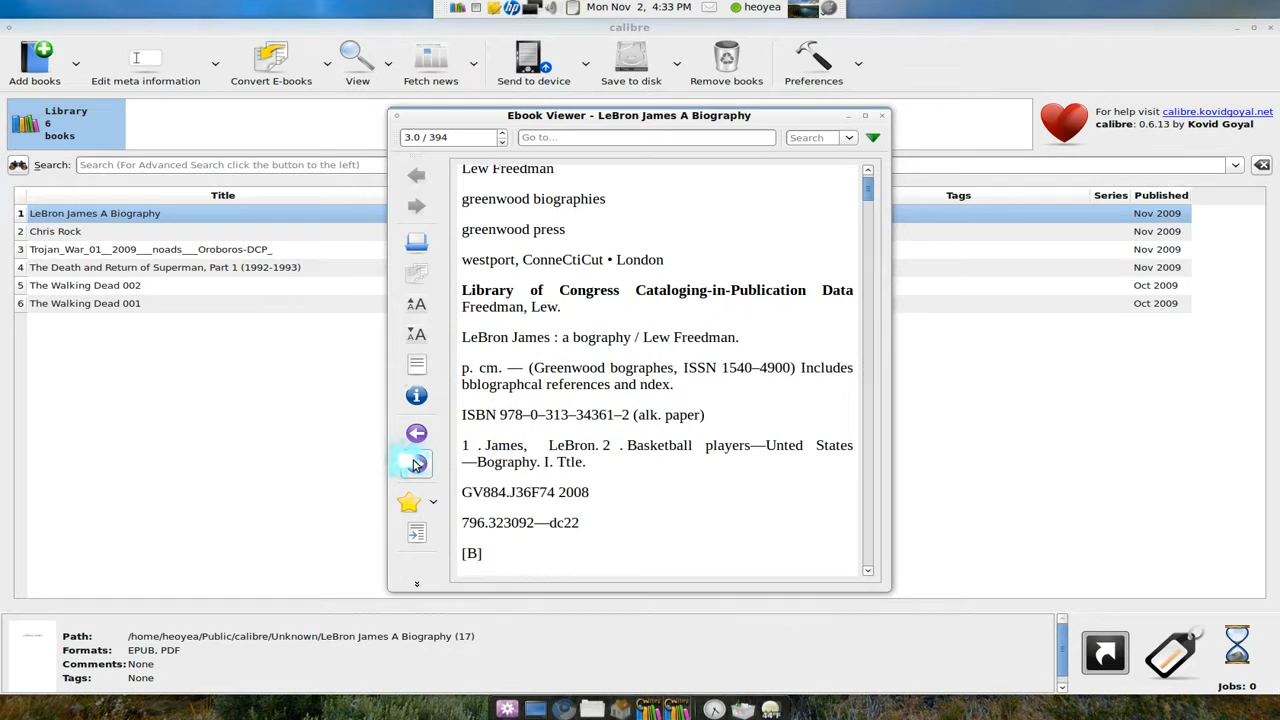 Mon Nov 2, 4:33 PM
heoyea
calibre
Add books
Edit meta information
Convert E-books
View
Fetch news
Send to device
Save to disk
Remove books
Preferences
Library
6
books
For help visit calibre.kovidgoyal.net
calibre: 0.6.13 by Kovid Goyal
Search:
Search (For Advanced Search click the button to the left)
Title
Tags
Series
Published
1 LeBron James A Biography Nov 2009
2 Chris Rock Nov 2009
3 Trojan_War_01__2009___noads___Oroboros-DCP_ Nov 2009
4 The Death and Return of Superman, Part 1 (1992-1993) Nov 2009
5 The Walking Dead 002 Oct 2009
6 The Walking Dead 001 Oct 2009
Ebook Viewer - LeBron James A Biography
3.0 / 394
Go to...
Search
Lew Freedman
greenwood biographies
greenwood press
westport, ConneCtiCut • London
Library of Congress Cataloging-in-Publication Data
Freedman, Lew.
LeBron James : a bography / Lew Freedman.
p. cm. — (Greenwood bographes, ISSN 1540–4900) Includes
bblographcal references and ndex.
ISBN 978–0–313–34361–2 (alk. paper)
1 . James, LeBron. 2 . Basketball players—Unted States
—Bography. I. Ttle.
GV884.J36F74 2008
796.323092—dc22
[B]
Path: /home/heoyea/Public/calibre/Unknown/LeBron James A Biography (17)
Formats: EPUB, PDF
Comments: None
Tags: None
Jobs: 0